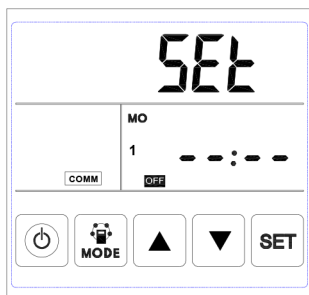 SEt
MO
1 --:--
COMM OFF
MODE SET